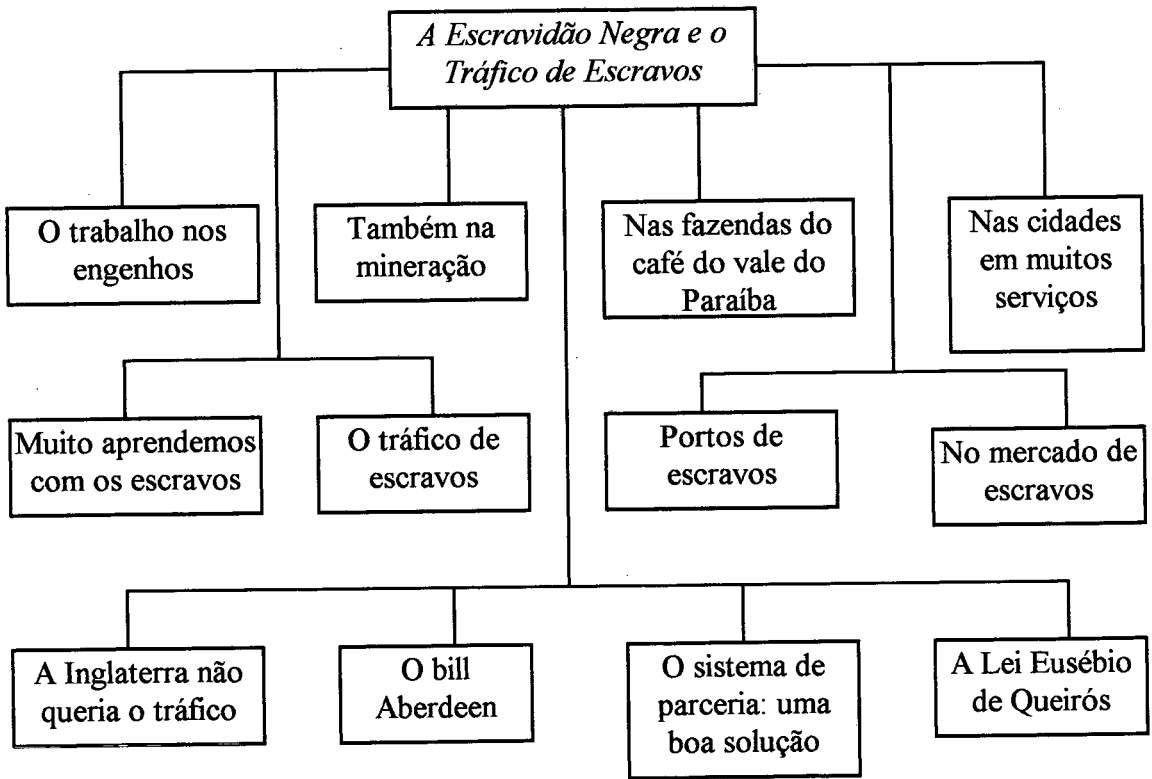 A Escravidão Negra e o
Tráfico de Escravos
O trabalho nos
engenhos
Também na
mineração
Nas fazendas do
café do vale do
Paraíba
Nas cidades
em muitos
serviços
Muito aprendemos
com os escravos
O tráfico de
escravos
Portos de
escravos
No mercado de
escravos
A Inglaterra não
queria o tráfico
O bill
Aberdeen
O sistema de
parceria: uma
boa solução
A Lei Eusébio
de Queirós